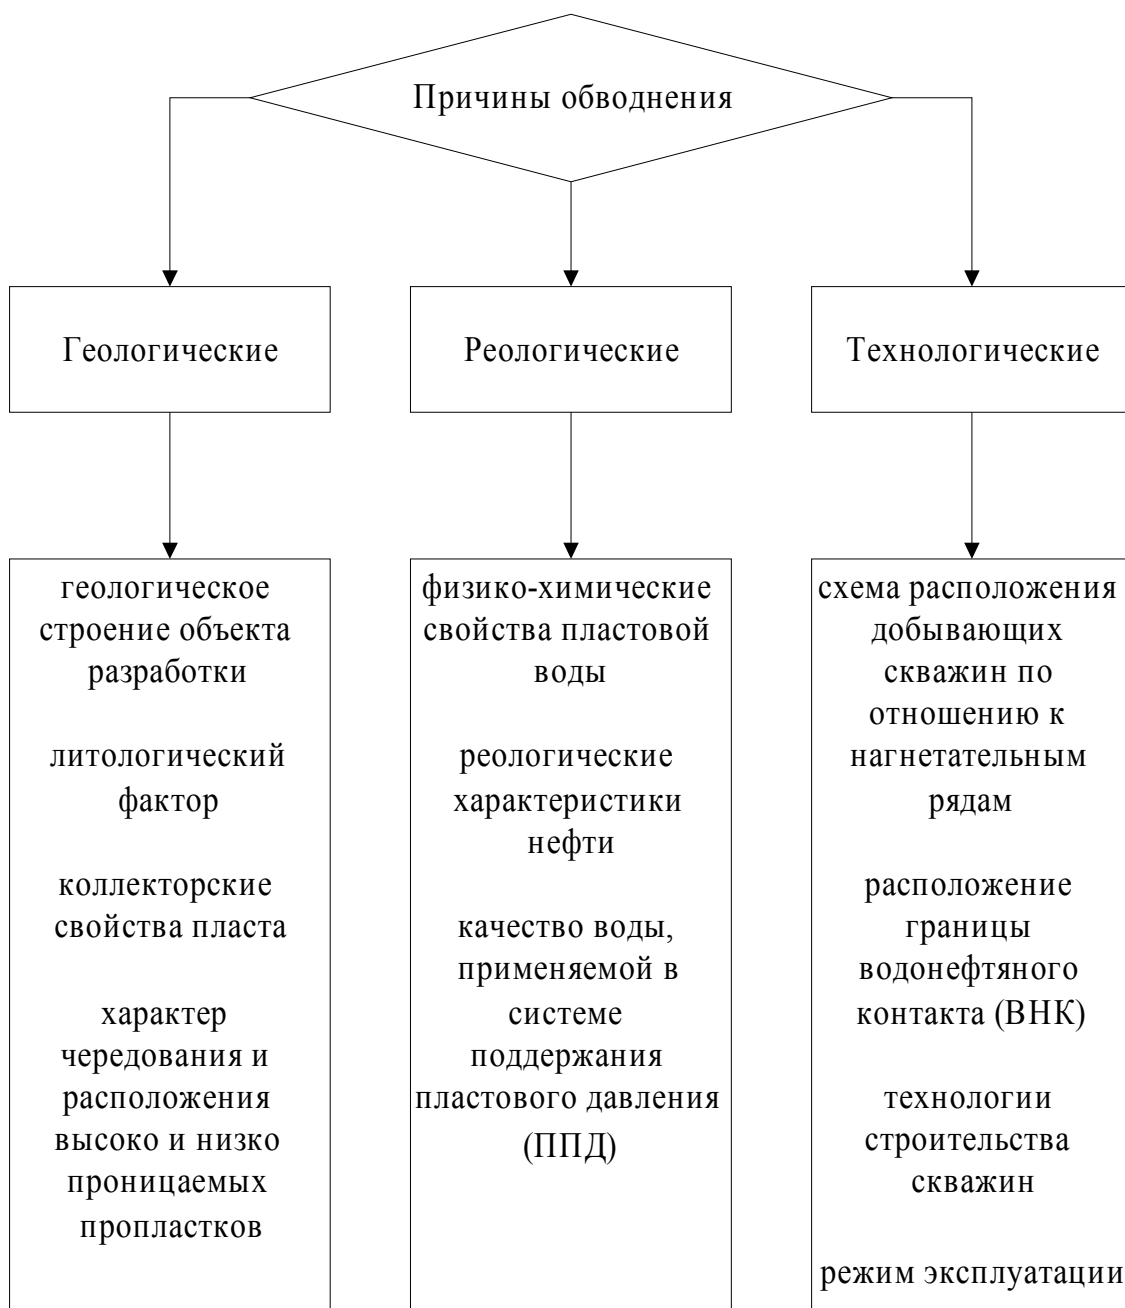 Причины обводнения
Геологические
Реологические
Технологические
геологическое
строение объекта
разработки
литологический
фактор
коллекторские
свойства пласта
характер
чередования и
расположения
высоко и низко
проницаемых
пропластков
физико-химические
свойства пластовой
воды
реологические
характеристики
нефти
качество воды,
применяемой в
системе
поддержания
пластового давления
(ППД)
схема расположения
добывающих
скважин по
отношению к
нагнетательным
рядам
расположение
границы
водонефтяного
контакта (ВНК)
технологии
строительства
скважин
режим эксплуатации